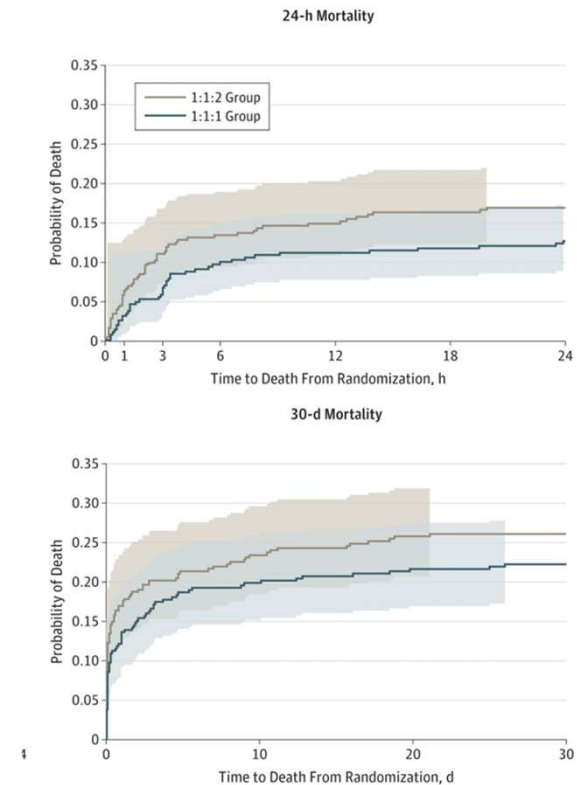 24-h Mortality
0.35
0.30
0.25
0.20
0.15
0.10
0.05
0
Probability of Death
1:1:2 Group
1:1:1 Group
0 1 3 6 12 18 24
Time to Death From Randomization, h
30-d Mortality
0.35
0.30
0.25
0.20
0.15
0.10
0.05
0
Probability of Death
0 10 20 30
Time to Death From Randomization, d
4